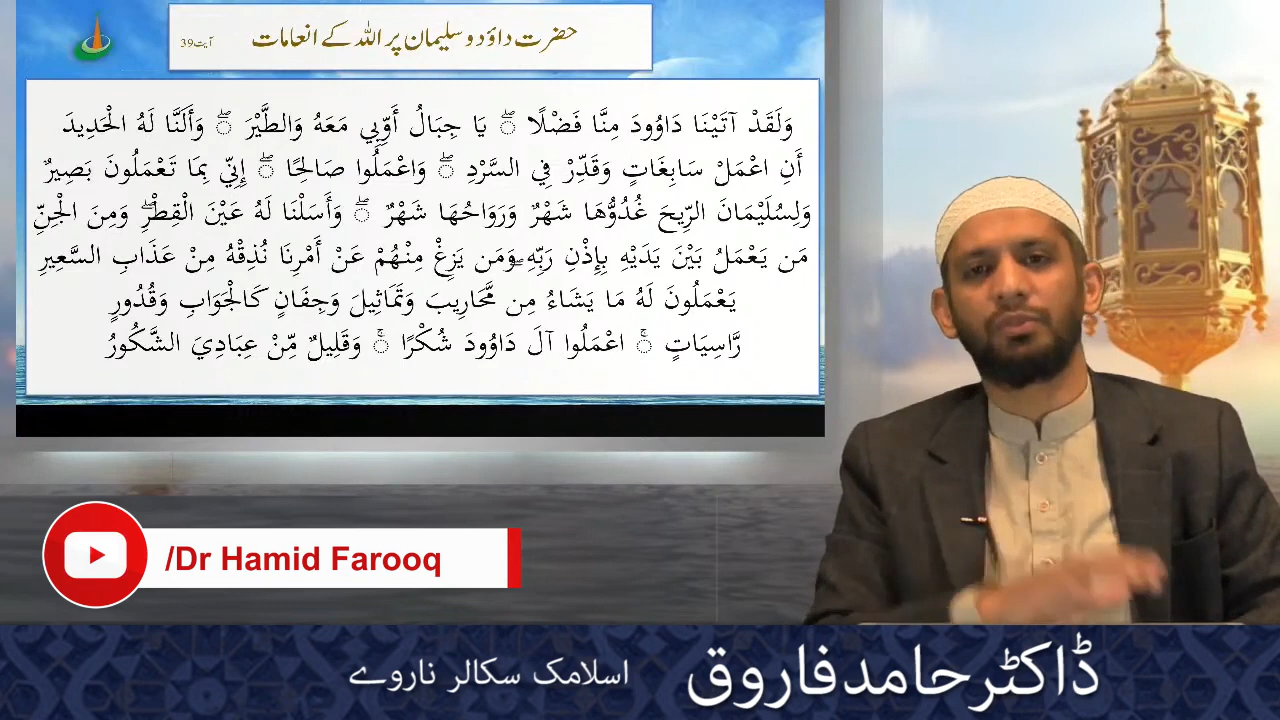 حضرت داؤد و سلیمان پر اللہ کے انعامات
آیت39
وَلَقَدْ آتَيْنَا دَاوُودَ مِنَّا فَضْلًا ۖ يَا جِبَالُ أَوِّبِي مَعَهُ وَالطَّيْرَ ۖ وَأَلَنَّا لَهُ الْحَدِيدَ
أَنِ اعْمَلْ سَابِغَاتٍ وَقَدِّرْ فِي السَّرْدِ ۖ وَاعْمَلُوا صَالِحًا ۖ إِنِّي بِمَا تَعْمَلُونَ بَصِيرٌ
وَلِسُلَيْمَانَ الرِّيحَ غُدُوُّهَا شَهْرٌ وَرَوَاحُهَا شَهْرٌ ۖ وَأَسَلْنَا لَهُ عَيْنَ الْقِطْرِ ۖ وَمِنَ الْجِنِّ
مَن يَعْمَلُ بَيْنَ يَدَيْهِ بِإِذْنِ رَبِّهِ ۖ وَمَن يَزِغْ مِنْهُمْ عَنْ أَمْرِنَا نُذِقْهُ مِنْ عَذَابِ السَّعِيرِ
يَعْمَلُونَ لَهُ مَا يَشَاءُ مِن مَّحَارِيبَ وَتَمَاثِيلَ وَجِفَانٍ كَالْجَوَابِ وَقُدُورٍ
رَّاسِيَاتٍ ۚ اعْمَلُوا آلَ دَاوُودَ شُكْرًا ۚ وَقَلِيلٌ مِّنْ عِبَادِيَ الشَّكُورُ
/Dr Hamid Farooq
ڈاکٹر حامد فاروق
اسلامک سکالر ناروے